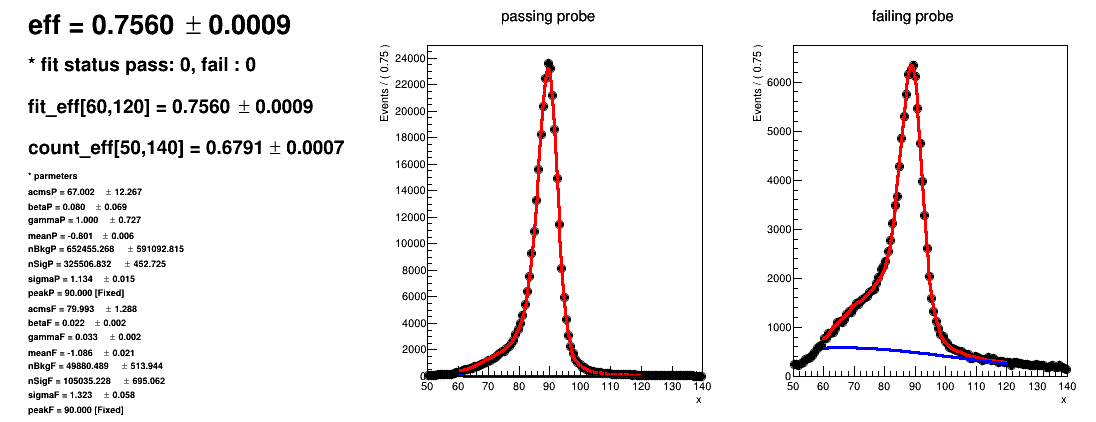 eff = 0.7560 ± 0.0009
* fit status pass: 0, fail : 0
fit_eff[60,120] = 0.7560 ± 0.0009
count_eff[50,140] = 0.6791 ± 0.0007
* parmeters
acmsP = 67.002 ± 12.267
betaP = 0.080 ± 0.069
gammaP = 1.000 ± 0.727
meanP = -0.801 ± 0.006
nBkgP = 652455.268 ± 591092.815
nSigP = 325506.832 ± 452.725
sigmaP = 1.134 ± 0.015
peakP = 90.000 [Fixed]
acmsF = 79.993 ± 1.288
betaF = 0.022 ± 0.002
gammaF = 0.033 ± 0.002
meanF = -1.086 ± 0.021
nBkgF = 49880.489 ± 513.944
nSigF = 105035.228 ± 695.062
sigmaF = 1.323 ± 0.058
peakF = 90.000 [Fixed]
passing probe
Events / ( 0.75 )
24000
22000
20000
18000
16000
14000
12000
10000
8000
6000
4000
2000
0
50 60 70 80 90 100 110 120 130 140
x
failing probe
Events / ( 0.75 )
6000
5000
4000
3000
2000
1000
0
50 60 70 80 90 100 110 120 130 140
x